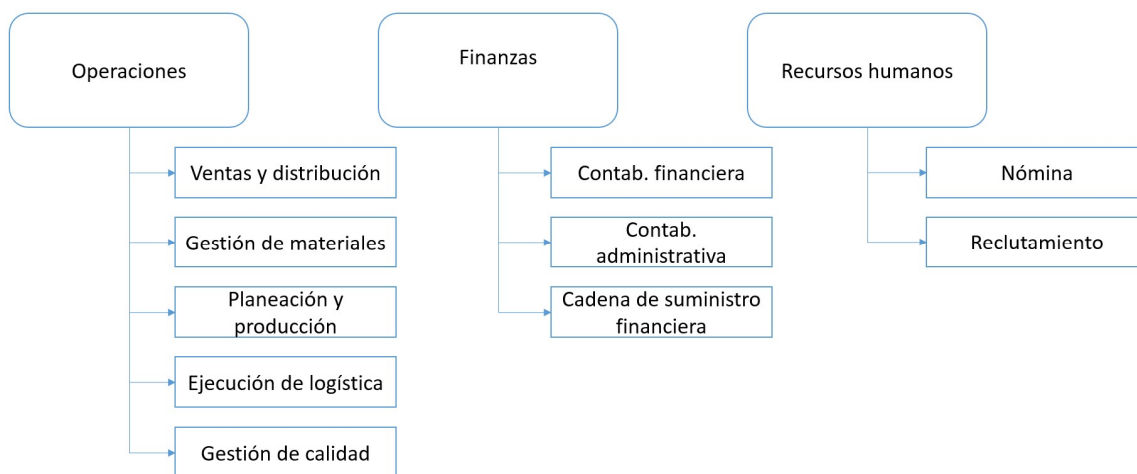 Operaciones
Ventas y distribución
Gestión de materiales
Planeación y
producción
Ejecución de logística
Gestión de calidad
Finanzas
Contab. financiera
Contab.
administrativa
Cadena de suministro
financiera
Recursos humanos
Nómina
Reclutamiento